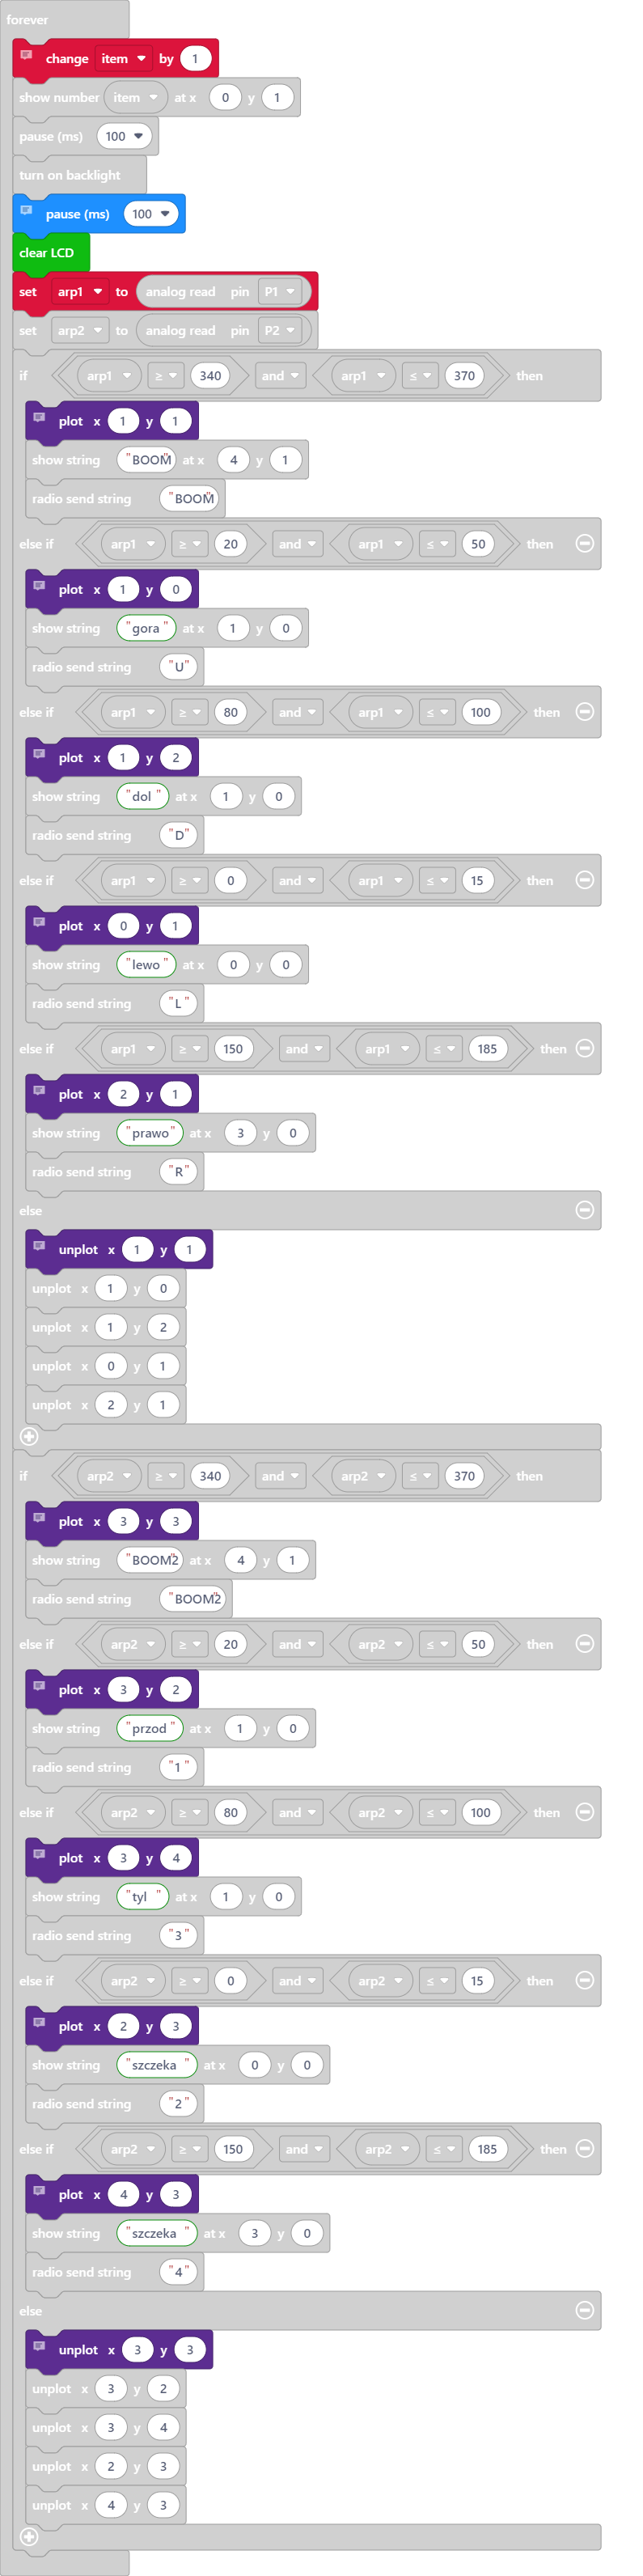 forever
change item by 1
show number item at x 0 y 1
pause (ms) 100
turn on backlight
pause (ms) 100
clear LCD
set arp1 to analog read pin P1
set arp2 to analog read pin P2
if arp1 ≥ 340 and arp1 ≤ 370 then
plot x 1 y 1
show string "BOOM" at x 4 y 1
radio send string "BOOM"
else if arp1 ≥ 20 and arp1 ≤ 50 then
plot x 1 y 0
show string "gora" at x 1 y 0
radio send string "U"
else if arp1 ≥ 80 and arp1 ≤ 100 then
plot x 1 y 2
show string "dol" at x 1 y 0
radio send string "D"
else if arp1 ≥ 0 and arp1 ≤ 15 then
plot x 0 y 1
show string "lewo" at x 0 y 0
radio send string "L"
else if arp1 ≥ 150 and arp1 ≤ 185 then
plot x 2 y 1
show string "prawo" at x 3 y 0
radio send string "R"
else
unplot x 1 y 1
unplot x 1 y 0
unplot x 1 y 2
unplot x 0 y 1
unplot x 2 y 1
if arp2 ≥ 340 and arp2 ≤ 370 then
plot x 3 y 3
show string "BOOM2" at x 4 y 1
radio send string "BOOM2"
else if arp2 ≥ 20 and arp2 ≤ 50 then
plot x 3 y 2
show string "przod" at x 1 y 0
radio send string "1"
else if arp2 ≥ 80 and arp2 ≤ 100 then
plot x 3 y 4
show string "tyl" at x 1 y 0
radio send string "3"
else if arp2 ≥ 0 and arp2 ≤ 15 then
plot x 2 y 3
show string "szczeka" at x 0 y 0
radio send string "2"
else if arp2 ≥ 150 and arp2 ≤ 185 then
plot x 4 y 3
show string "szczeka" at x 3 y 0
radio send string "4"
else
unplot x 3 y 3
unplot x 3 y 2
unplot x 3 y 4
unplot x 2 y 3
unplot x 4 y 3